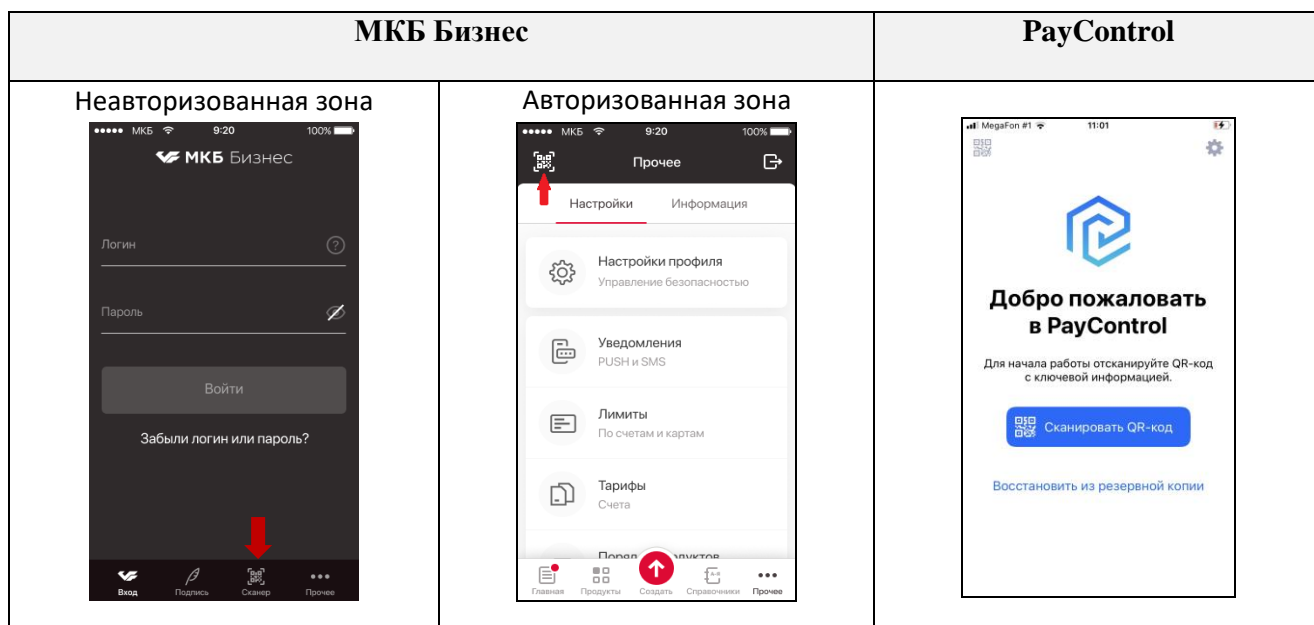 МКБ Бизнес
PayControl
Неавторизованная зона
МКБ 9:20 100%
МКБ Бизнес
Логин
?
Пароль
Войти
Забыли логин или пароль?
Вход Подпись Сканер Прочее
Авторизованная зона
МКБ 9:20 100%
Прочее
Настройки Информация
Настройки профиля
Управление безопасностью
Уведомления
PUSH и SMS
Лимиты
По счетам и картам
Тарифы
Счета
Главная Продукты Создать Справочники Прочее
MegaFon #1 11:01
Добро пожаловать
в PayControl
Для начала работы отсканируйте QR-код
с ключевой информацией.
Сканировать QR-код
Восстановить из резервной копии